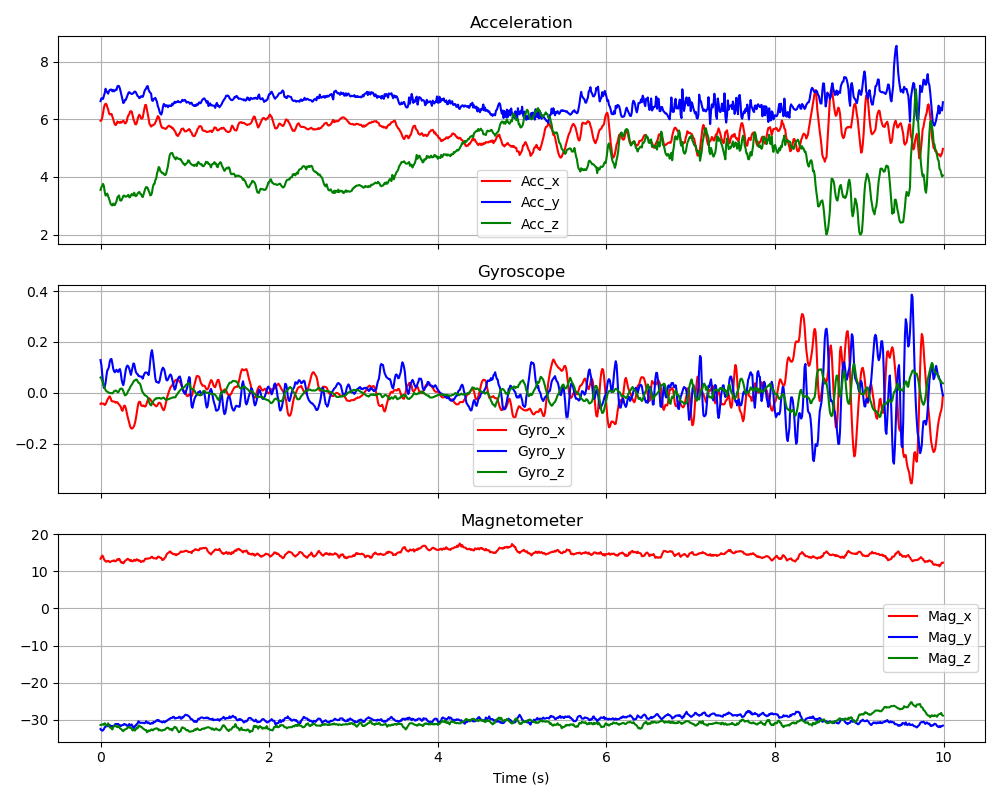 Acceleration
8
6
4
2
Acc_x
Acc_y
Acc_z
Gyroscope
0.4
0.2
0.0
−0.2
Gyro_x
Gyro_y
Gyro_z
Magnetometer
20
10
0
−10
−20
−30
Mag_x
Mag_y
Mag_z
0 2 4 6 8 10
Time (s)